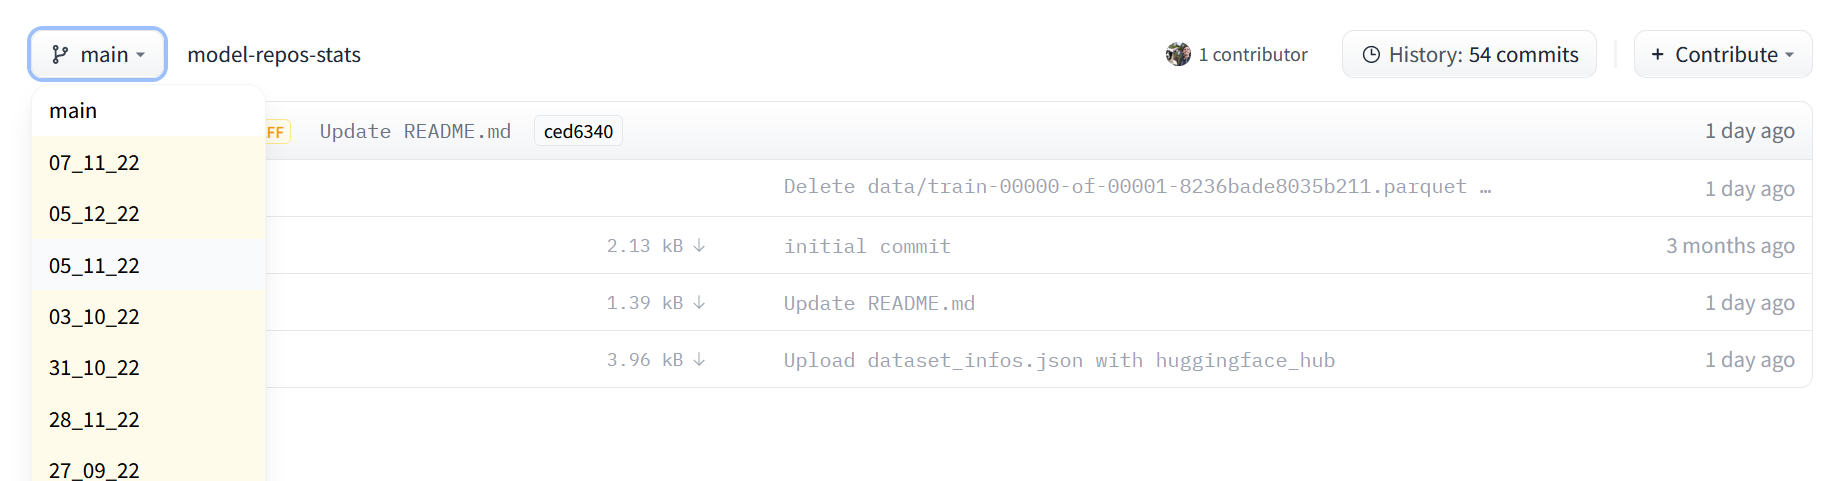 main model-repos-stats 1 contributor History: 54 commits + Contribute
main
FF Update README.md ced6340 1 day ago
07_11_22
Delete data/train-00000-of-00001-8236bade8035b211.parquet … 1 day ago
05_12_22
2.13 kB ↓ initial commit 3 months ago
05_11_22
1.39 kB ↓ Update README.md 1 day ago
03_10_22
3.96 kB ↓ Upload dataset_infos.json with huggingface_hub 1 day ago
31_10_22
28_11_22
27_09_22